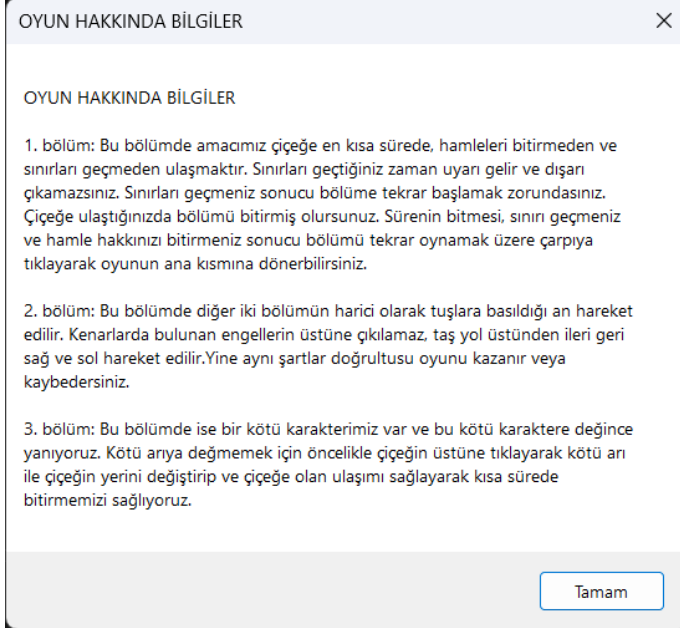 OYUN HAKKINDA BİLGİLER
OYUN HAKKINDA BİLGİLER
1. bölüm: Bu bölümde amacımız çiçeğe en kısa sürede, hamleleri bitirmeden ve
sınırları geçmeden ulaşmaktır. Sınırları geçtiğiniz zaman uyarı gelir ve dışarı
çıkamazsınız. Sınırları geçmeniz sonucu bölüme tekrar başlamak zorundasınız.
Çiçeğe ulaştığınızda bölümü bitirmiş olursunuz. Sürenin bitmesi, sınırı geçmeniz
ve hamle hakkınızı bitirmeniz sonucu bölümü tekrar oynamak üzere çarpıya
tıklayarak oyunun ana kısmına dönerbilirsiniz.
2. bölüm: Bu bölümde diğer iki bölümün harici olarak tuşlara basıldığı an hareket
edilir. Kenarlarda bulunan engellerin üstüne çıkılamaz, taş yol üstünden ileri geri
sağ ve sol hareket edilir.Yine aynı şartlar doğrultusu oyunu kazanır veya
kaybedersiniz.
3. bölüm: Bu bölümde ise bir kötü karakterimiz var ve bu kötü karaktere değince
yanıyoruz. Kötü arıya değmemek için öncelikle çiçeğin üstüne tıklayarak kötü arı
ile çiçeğin yerini değiştirip ve çiçeğe olan ulaşımı sağlayarak kısa sürede
bitirmemizi sağlıyoruz.
Tamam